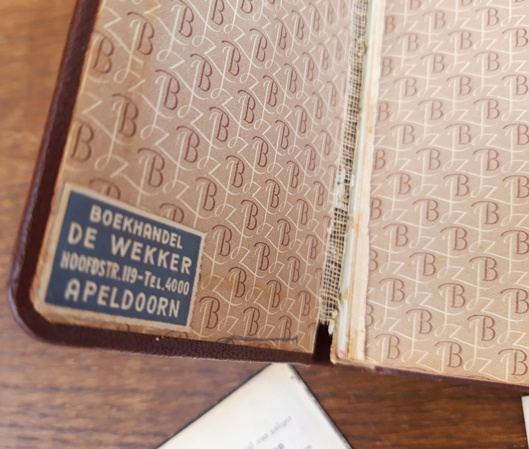 BOEKHANDEL
DE WEKKER
HOOFDSTR. 119-TEL. 4000
APELDOORN